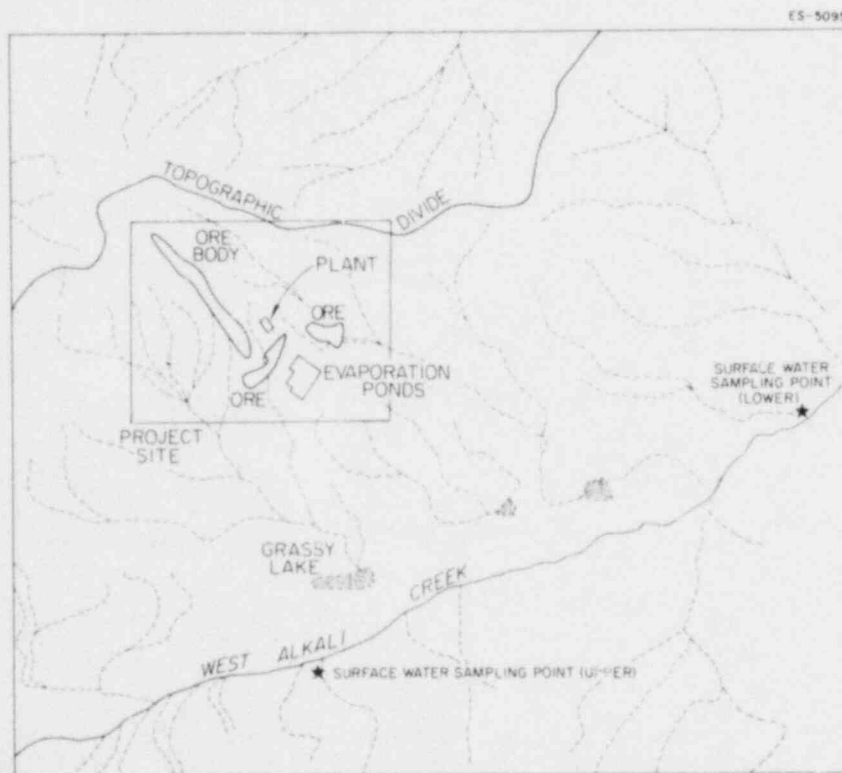 ES-5095
TOPOGRAPHIC DIVIDE
ORE
BODY
PLANT
ORE
EVAPORATION
PONDS
ORE
SURFACE WATER
SAMPLING POINT
(LOWER)
PROJECT
SITE
GRASSY
LAKE
WEST ALKALI CREEK
SURFACE WATER SAMPLING POINT (UPPER)